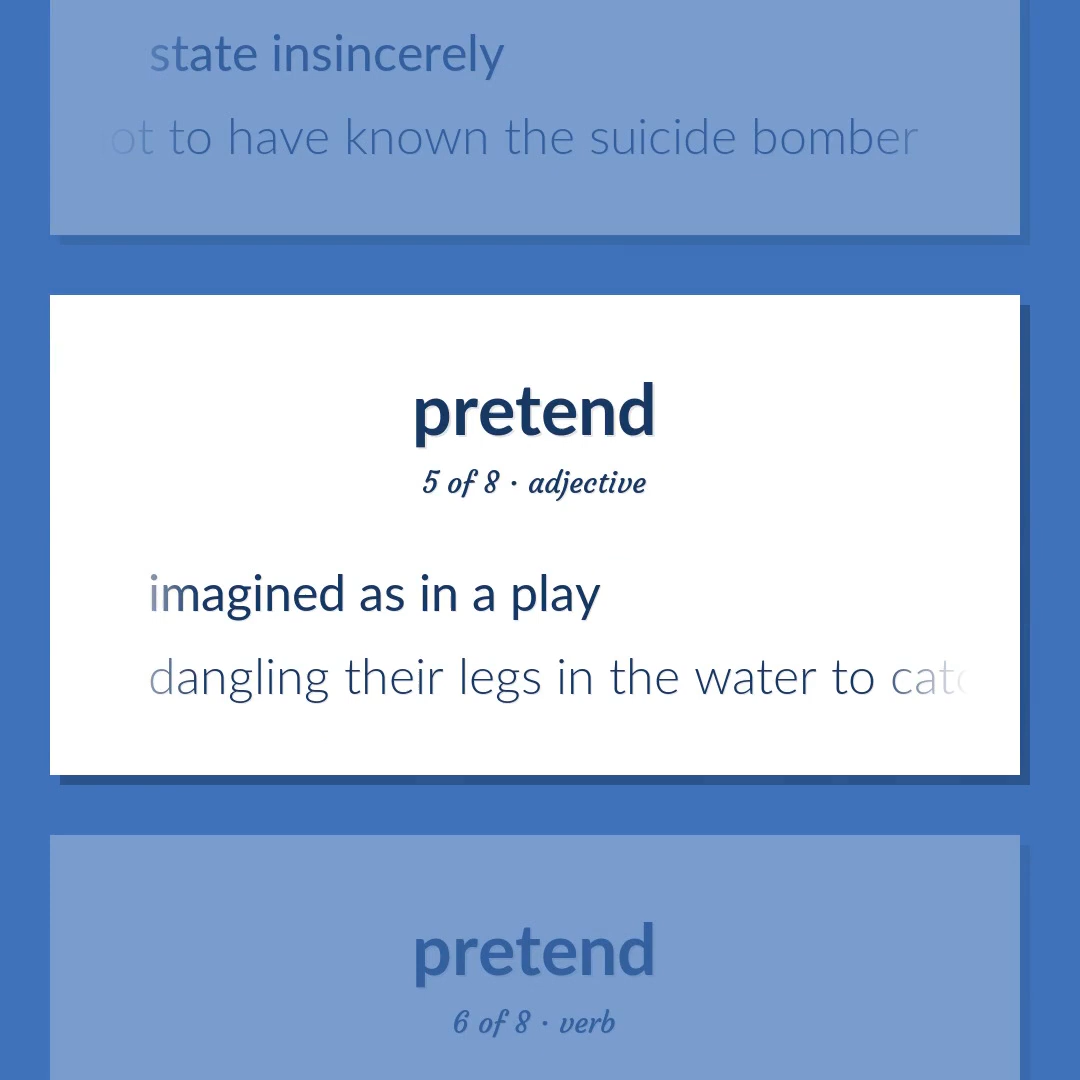 state insincerely
to have known the suicide bomber
pretend
5 of 8 · adjective
imagined as in a play
dangling their legs in the water to
pretend
6 of 8 · verb